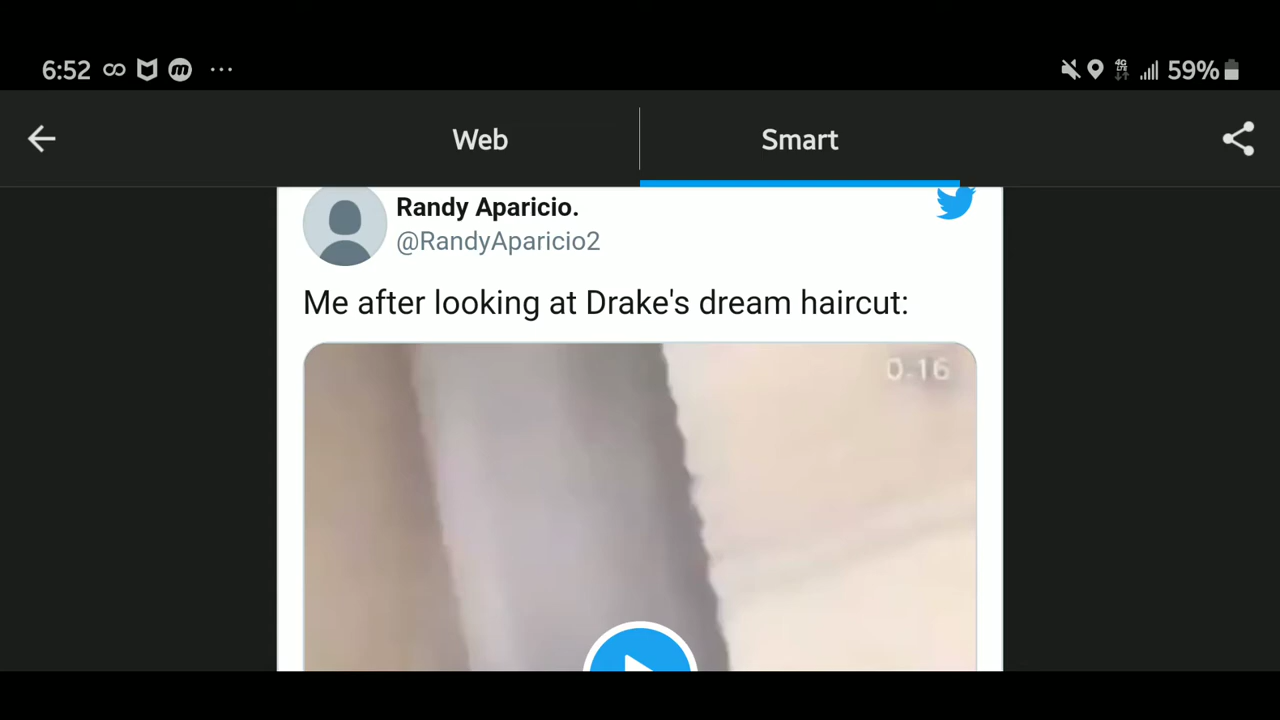 6:52
59%
Web
Smart
Randy Aparicio.
@RandyAparicio2
Me after looking at Drake's dream haircut:
0:16